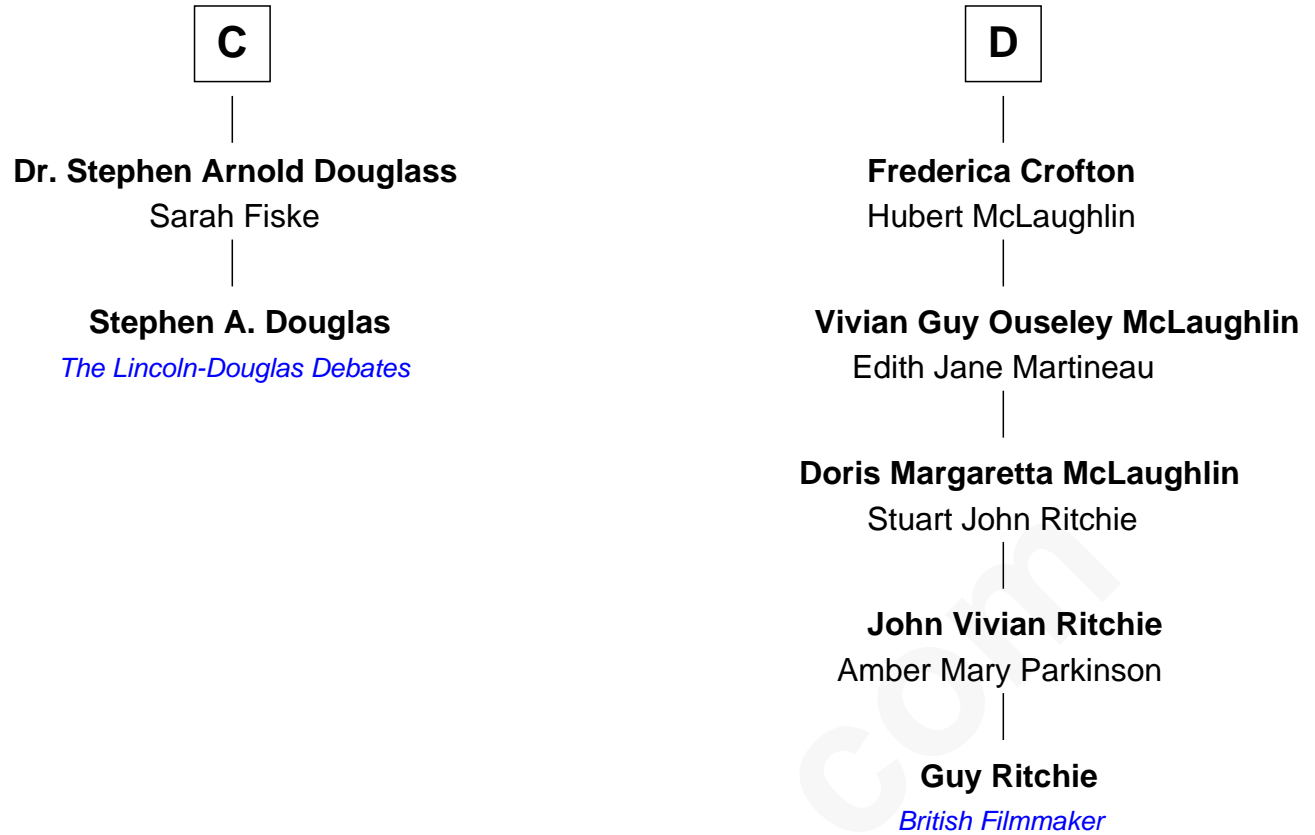 C
Dr. Stephen Arnold Douglass
Sarah Fiske
Stephen A. Douglas
The Lincoln-Douglas Debates
D
Frederica Crofton
Hubert McLaughlin
Vivian Guy Ouseley McLaughlin
Edith Jane Martineau
Doris Margaretta McLaughlin
Stuart John Ritchie
John Vivian Ritchie
Amber Mary Parkinson
Guy Ritchie
British Filmmaker
com